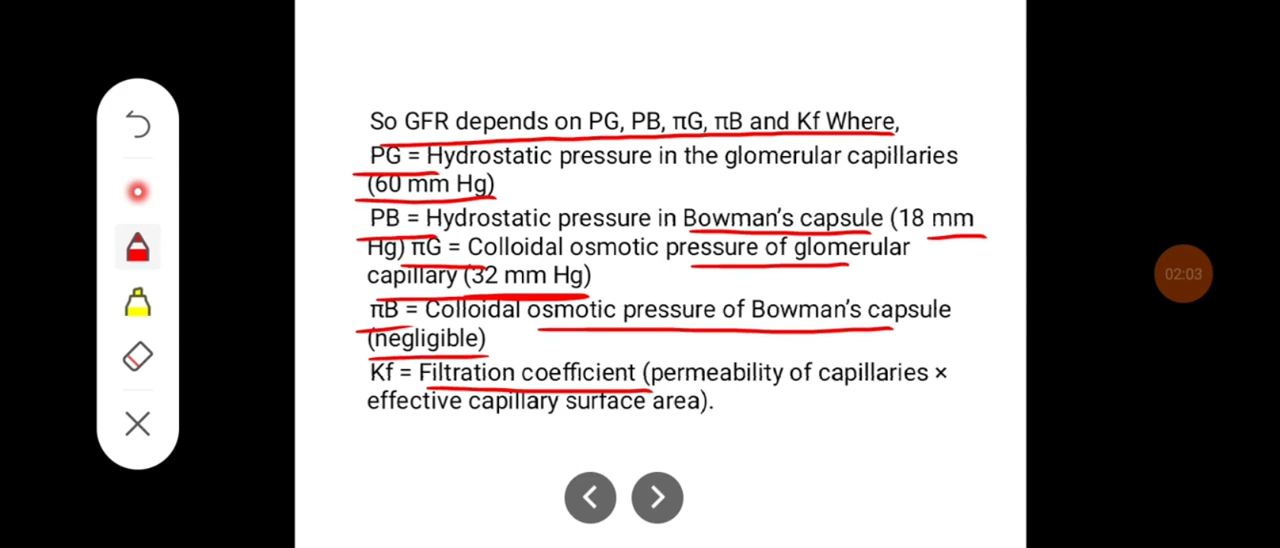 So GFR depends on PG, PB, πG, πB and Kf Where,
PG = Hydrostatic pressure in the glomerular capillaries
(60 mm Hg)
PB = Hydrostatic pressure in Bowman’s capsule (18 mm
Hg) πG = Colloidal osmotic pressure of glomerular
capillary (32 mm Hg)
πB = Colloidal osmotic pressure of Bowman’s capsule
(negligible)
Kf = Filtration coefficient (permeability of capillaries ×
effective capillary surface area).
02:03